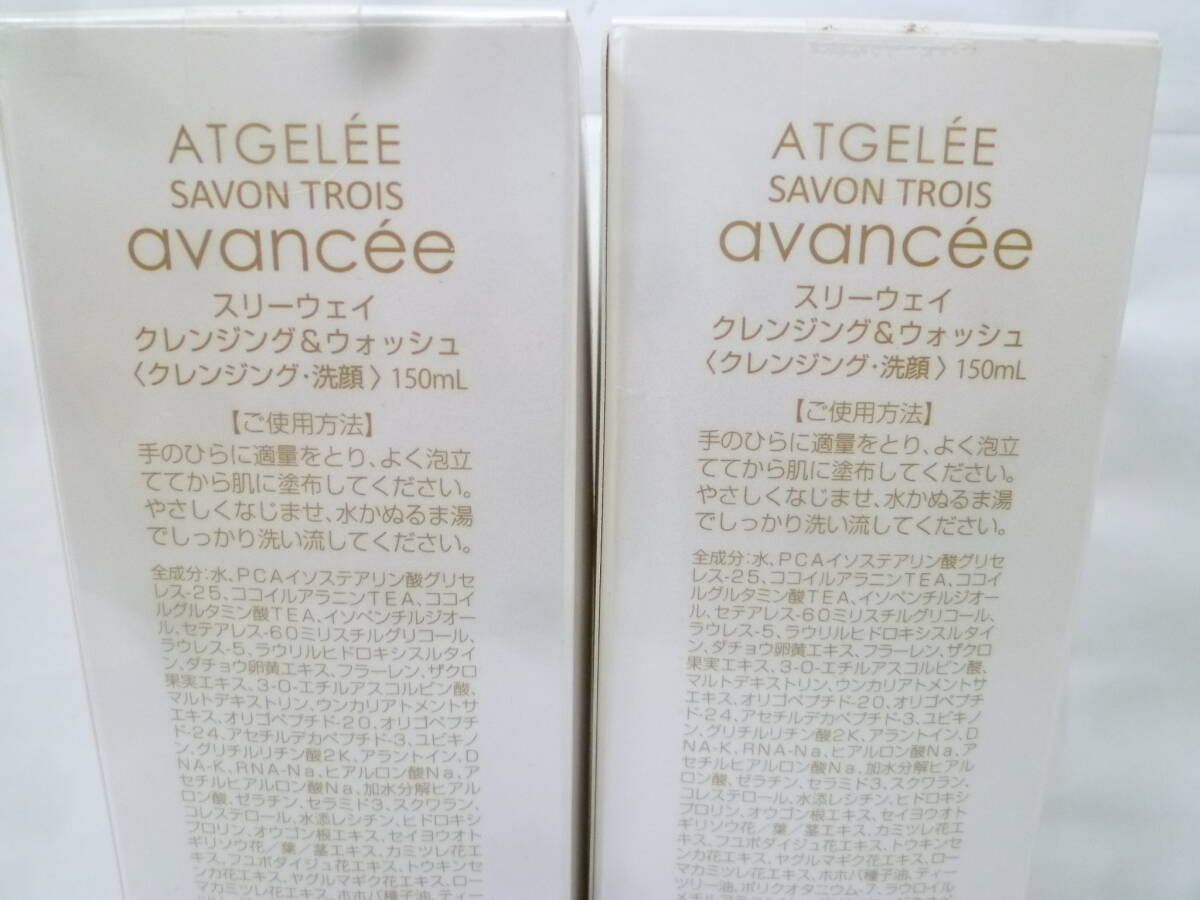 ATGELÉE
SAVON TROIS
avancée
スリーウェイ
クレンジング&ウォッシュ
〈クレンジング・洗顔〉150mL
【ご使用方法】
手のひらに適量をとり、よく泡立
ててから肌に塗布してください。
やさしくなじませ、水かぬるま湯
でしっかり洗い流してください。
全成分：水、PCAイソステアリン酸グリセ
レス-25、ココイルアラニンTEA、ココイ
ルグルタミン酸TEA、イソペンチルジオー
ル、セテアレス-60ミリスチルグリコール、
ラウレス-5、ラウリルヒドロキシスルタイ
ン、ダチョウ卵黄エキス、フラーレン、ザクロ
果実エキス、3-O-エチルアスコルビン酸、
マルトデキストリン、ウンカリアトメントサ
エキス、オリゴペプチド-20、オリゴペプチ
ド-24、アセチルデカペプチド-3、ユビキノ
ン、グリチルリチン酸2K、アラントイン、D
NA-K、RNA-Na、ヒアルロン酸Na、ア
セチルヒアルロン酸Na、加水分解ヒアル
ロン酸、ゼラチン、セラミド3、スクワラン、
コレステロール、水添レシチン、ヒドロキシ
プロリン、オウゴン根エキス、セイヨウオト
ギリソウ花／葉／茎エキス、カミツレ花エ
キス、フユボダイジュ花エキス、トウキンセ
ンカ花エキス、ヤグルマギク花エキス、ロー
マカミツレ花エキス、ホホバ種子油、ティー
ATGELÉE
SAVON TROIS
avancée
スリーウェイ
クレンジング&ウォッシュ
〈クレンジング・洗顔〉150mL
【ご使用方法】
手のひらに適量をとり、よく泡立
ててから肌に塗布してください。
やさしくなじませ、水かぬるま湯
でしっかり洗い流してください。
全成分：水、PCAイソステアリン酸グリセ
レス-25、ココイルアラニンTEA、ココイ
ルグルタミン酸TEA、イソペンチルジオー
ル、セテアレス-60ミリスチルグリコール、
ラウレス-5、ラウリルヒドロキシスルタイ
ン、ダチョウ卵黄エキス、フラーレン、ザクロ
果実エキス、3-O-エチルアスコルビン酸、
マルトデキストリン、ウンカリアトメントサ
エキス、オリゴペプチド-20、オリゴペプチ
ド-24、アセチルデカペプチド-3、ユビキノ
ン、グリチルリチン酸2K、アラントイン、D
NA-K、RNA-Na、ヒアルロン酸Na、ア
セチルヒアルロン酸Na、加水分解ヒアル
ロン酸、ゼラチン、セラミド3、スクワラン、
コレステロール、水添レシチン、ヒドロキシ
プロリン、オウゴン根エキス、セイヨウオト
ギリソウ花／葉／茎エキス、カミツレ花エ
キス、フユボダイジュ花エキス、トウキンセ
ンカ花エキス、ヤグルマギク花エキス、ロー
マカミツレ花エキス、ホホバ種子油、ティー
ツリー油、ポリクオタニウム-7、ラウロイル